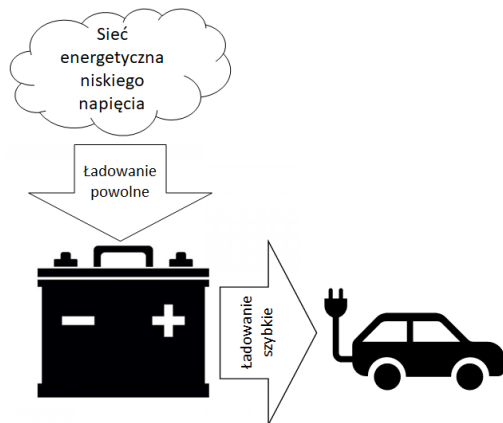 Sieć
energetyczna
niskiego
napięcia
Ładowanie
powolne
Ładowanie
szybkie